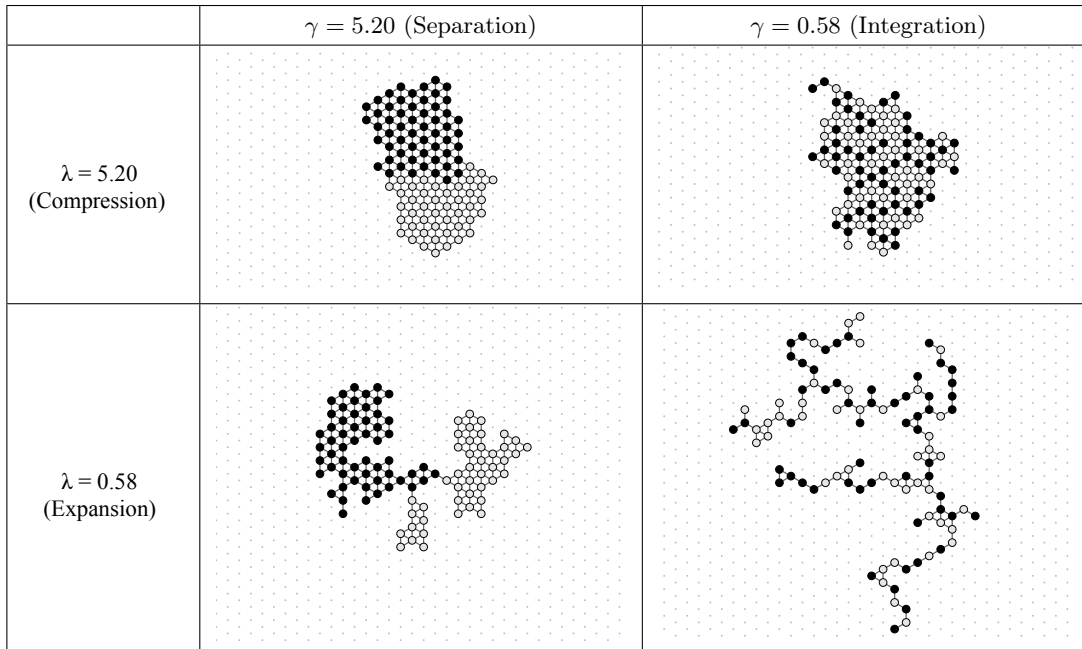 γ = 5.20 (Separation)
γ = 0.58 (Integration)
λ = 5.20
(Compression)
λ = 0.58
(Expansion)